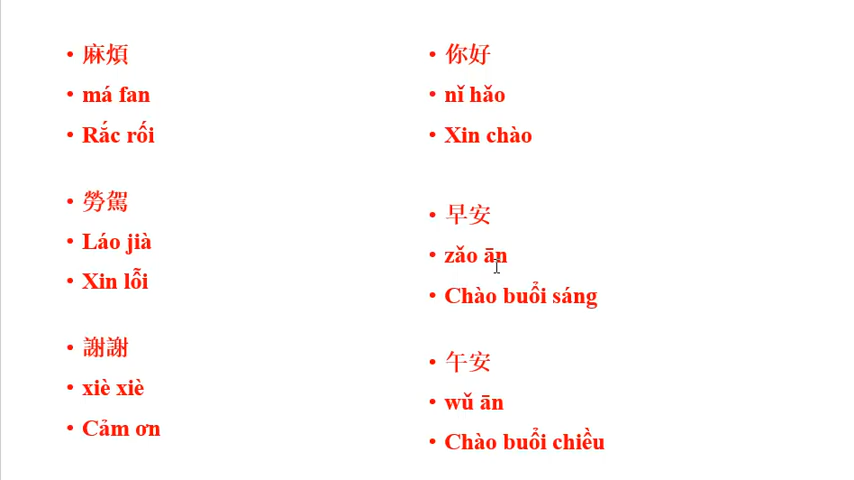 麻煩
má fan
Rắc rối
勞駕
Láo jià
Xin lỗi
謝謝
xiè xiè
Cảm ơn
你好
nǐ hǎo
Xin chào
早安
zǎo ān
Chào buổi sáng
午安
wǔ ān
Chào buổi chiều